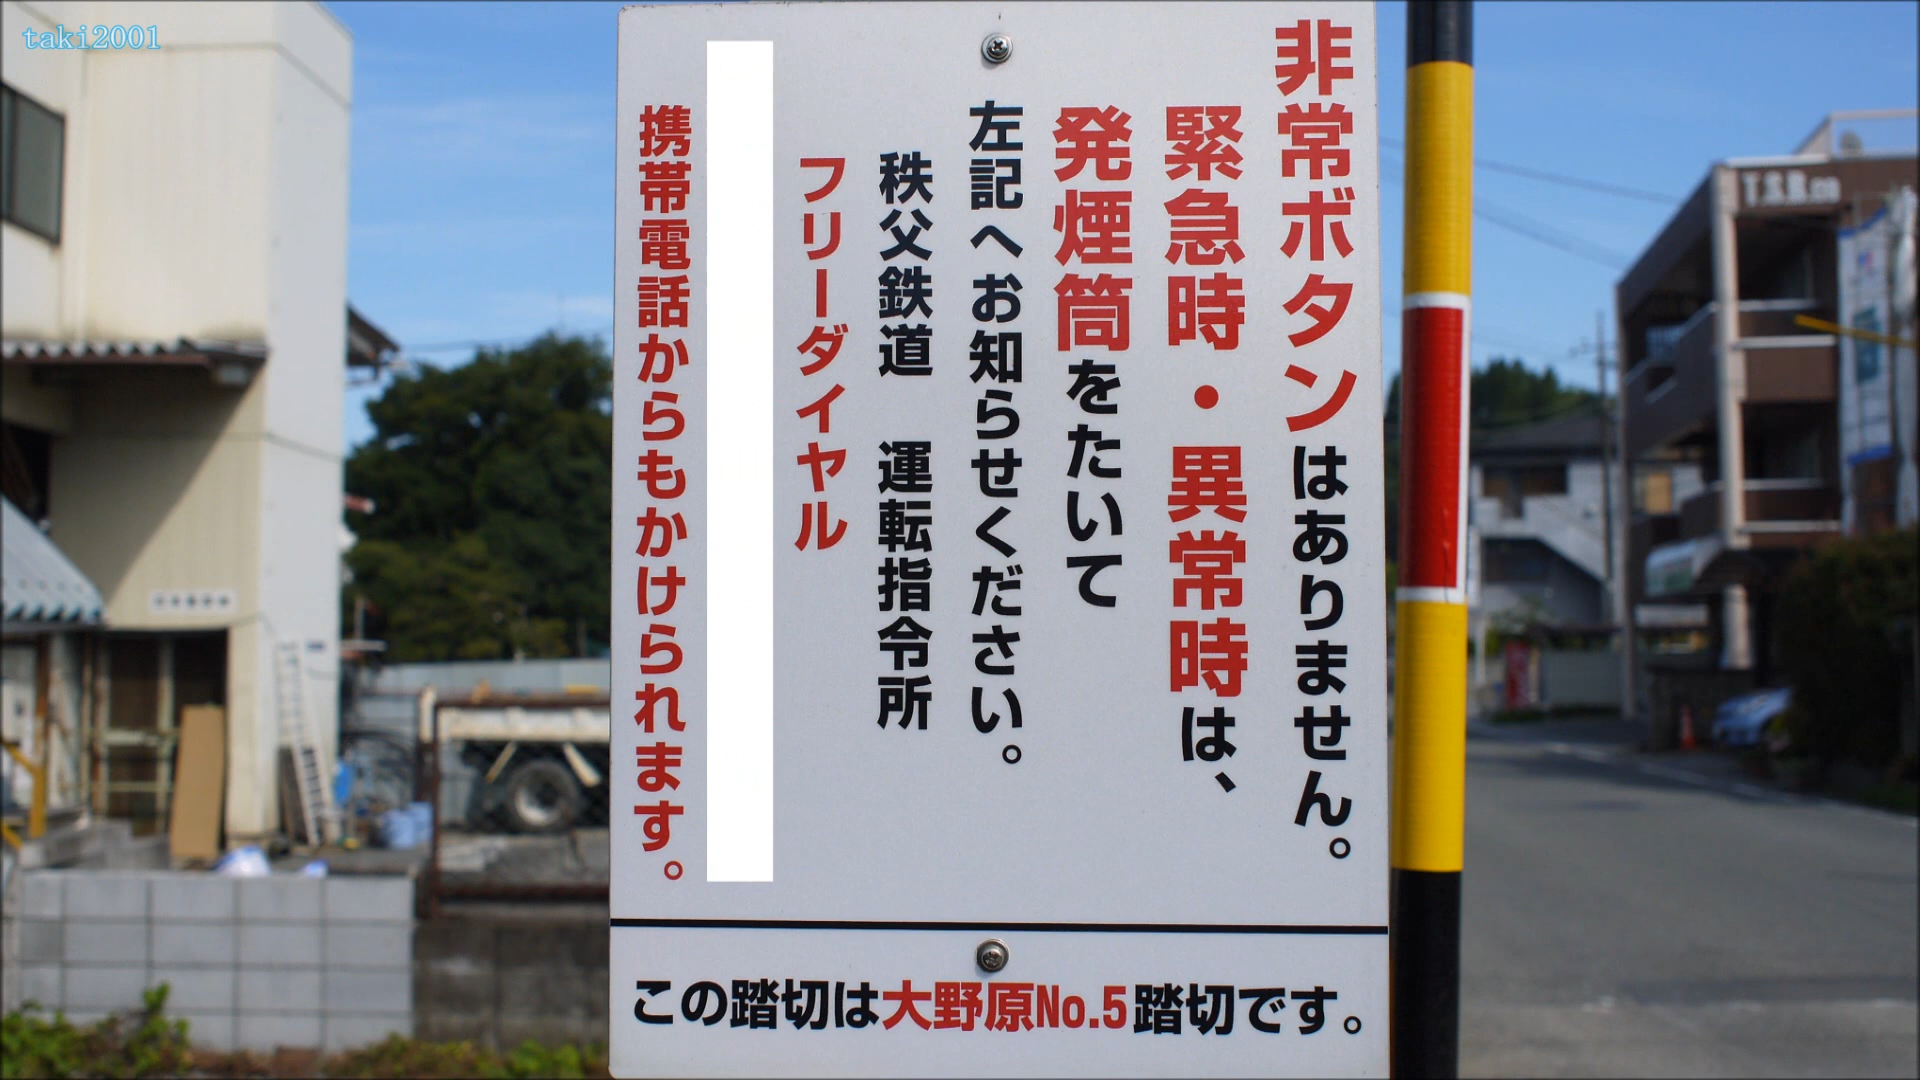 taki2001
非常ボタンはありません。
緊急時・異常時は、
発煙筒をたいて
左記へお知らせください。
秩父鉄道　運転指令所
フリーダイヤル
携帯電話からもかけられます。
この踏切は大野原No.5踏切です。